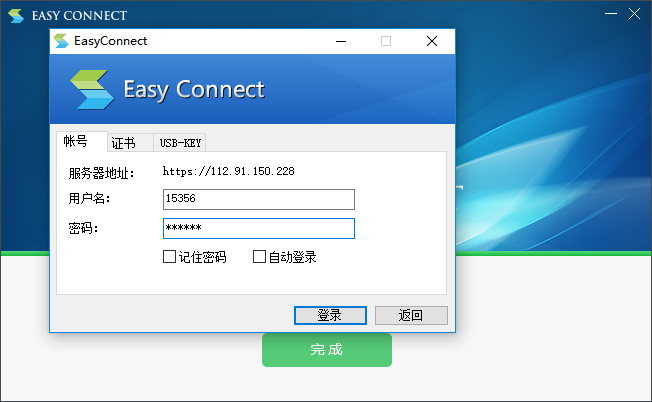 EASY CONNECT
EasyConnect
Easy Connect
帐号 证书 USB-KEY
服务器地址: https://112.91.150.228
用户名: 15356
密码: ******
记住密码 自动登录
登录 返回
完成